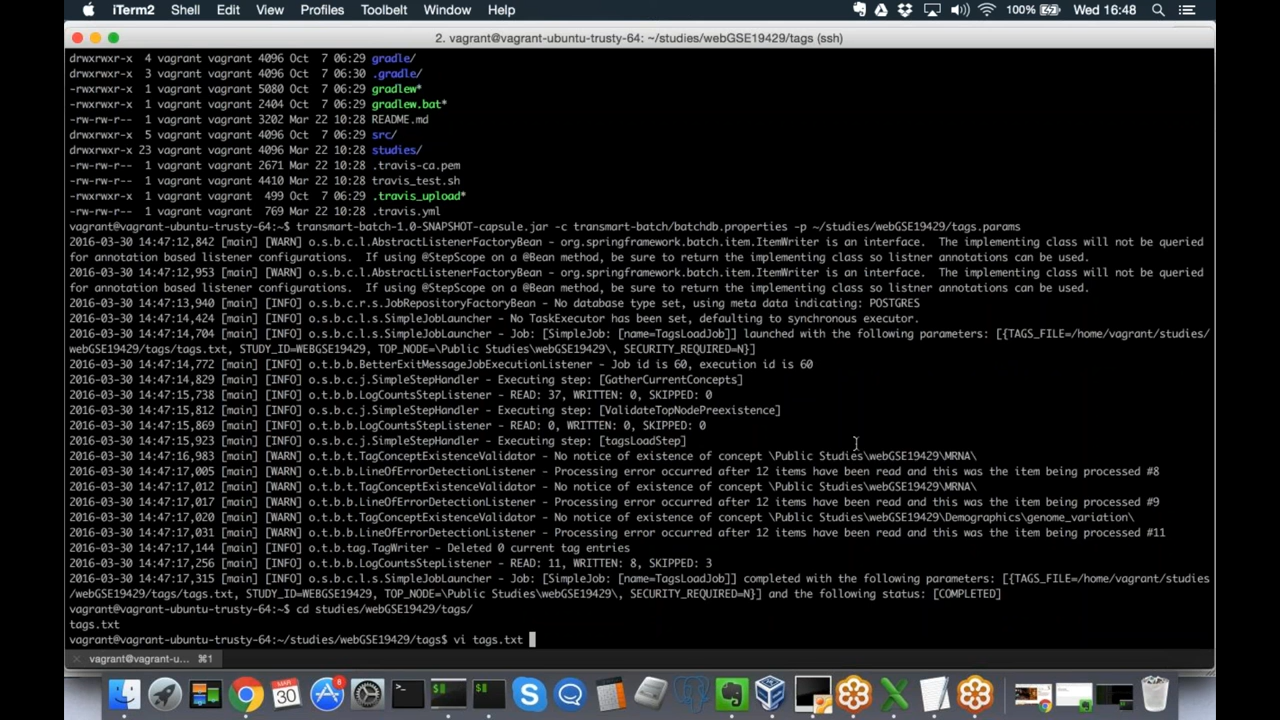 iTerm2 Shell Edit View Profiles Toolbelt Window Help 100% Wed 16:48
2. vagrant@vagrant-ubuntu-trusty-64: ~/studies/webGSE19429/tags (ssh)
drwxrwxr-x 4 vagrant vagrant 4096 Oct 7 06:29 gradle/
drwxrwxr-x 3 vagrant vagrant 4096 Oct 7 06:30 .gradle/
-rwxrwxr-x 1 vagrant vagrant 5080 Oct 7 06:29 gradlew*
-rwxrwxr-x 1 vagrant vagrant 2404 Oct 7 06:29 gradlew.bat*
-rw-rw-r-- 1 vagrant vagrant 3202 Mar 22 10:28 README.md
drwxrwxr-x 5 vagrant vagrant 4096 Oct 7 06:29 src/
drwxrwxr-x 23 vagrant vagrant 4096 Mar 22 10:28 studies/
-rw-rw-r-- 1 vagrant vagrant 2671 Mar 22 10:28 .travis-ca.pem
-rw-rw-r-- 1 vagrant vagrant 4410 Mar 22 10:28 travis_test.sh
-rwxrwxr-x 1 vagrant vagrant 499 Oct 7 06:29 .travis_upload*
-rw-rw-r-- 1 vagrant vagrant 769 Mar 22 10:28 .travis.yml
vagrant@vagrant-ubuntu-trusty-64:~$ transmart-batch-1.0-SNAPSHOT-capsule.jar -c transmart-batch/batchdb.properties -p ~/studies/webGSE19429/tags.params
2016-03-30 14:47:12,842 [main] [WARN] o.s.b.c.l.AbstractListenerFactoryBean - org.springframework.batch.item.ItemWriter is an interface. The implementing class will not be queried
for annotation based listener configurations. If using @StepScope on a @Bean method, be sure to return the implementing class so listner annotations can be used.
2016-03-30 14:47:12,953 [main] [WARN] o.s.b.c.l.AbstractListenerFactoryBean - org.springframework.batch.item.ItemWriter is an interface. The implementing class will not be queried
for annotation based listener configurations. If using @StepScope on a @Bean method, be sure to return the implementing class so listner annotations can be used.
2016-03-30 14:47:13,940 [main] [INFO] o.s.b.c.r.s.JobRepositoryFactoryBean - No database type set, using meta data indicating: POSTGRES
2016-03-30 14:47:14,424 [main] [INFO] o.s.b.c.l.s.SimpleJobLauncher - No TaskExecutor has been set, defaulting to synchronous executor.
2016-03-30 14:47:14,704 [main] [INFO] o.s.b.c.l.s.SimpleJobLauncher - Job: [SimpleJob: [name=TagsLoadJob]] launched with the following parameters: [{TAGS_FILE=/home/vagrant/studies/
webGSE19429/tags/tags.txt, STUDY_ID=WEBGSE19429, TOP_NODE=\Public Studies\webGSE19429\, SECURITY_REQUIRED=N}]
2016-03-30 14:47:14,772 [main] [INFO] o.t.b.b.BetterExitMessageJobExecutionListener - Job id is 60, execution id is 60
2016-03-30 14:47:14,829 [main] [INFO] o.s.b.c.j.SimpleStepHandler - Executing step: [GatherCurrentConcepts]
2016-03-30 14:47:15,738 [main] [INFO] o.t.b.b.LogCountsStepListener - READ: 37, WRITTEN: 0, SKIPPED: 0
2016-03-30 14:47:15,812 [main] [INFO] o.s.b.c.j.SimpleStepHandler - Executing step: [ValidateTopNodePreexistence]
2016-03-30 14:47:15,869 [main] [INFO] o.t.b.b.LogCountsStepListener - READ: 0, WRITTEN: 0, SKIPPED: 0
2016-03-30 14:47:15,923 [main] [INFO] o.s.b.c.j.SimpleStepHandler - Executing step: [tagsLoadStep]
2016-03-30 14:47:16,983 [main] [WARN] o.t.b.t.TagConceptExistenceValidator - No notice of existence of concept \Public Studies\webGSE19429\MRNA\
2016-03-30 14:47:17,005 [main] [WARN] o.t.b.b.LineOfErrorDetectionListener - Processing error occurred after 12 items have been read and this was the item being processed #8
2016-03-30 14:47:17,012 [main] [WARN] o.t.b.t.TagConceptExistenceValidator - No notice of existence of concept \Public Studies\webGSE19429\MRNA\
2016-03-30 14:47:17,017 [main] [WARN] o.t.b.b.LineOfErrorDetectionListener - Processing error occurred after 12 items have been read and this was the item being processed #9
2016-03-30 14:47:17,020 [main] [WARN] o.t.b.t.TagConceptExistenceValidator - No notice of existence of concept \Public Studies\webGSE19429\Demographics\genome_variation\
2016-03-30 14:47:17,031 [main] [WARN] o.t.b.b.LineOfErrorDetectionListener - Processing error occurred after 12 items have been read and this was the item being processed #11
2016-03-30 14:47:17,144 [main] [INFO] o.t.b.tag.TagWriter - Deleted 0 current tag entries
2016-03-30 14:47:17,256 [main] [INFO] o.t.b.b.LogCountsStepListener - READ: 11, WRITTEN: 8, SKIPPED: 3
2016-03-30 14:47:17,315 [main] [INFO] o.s.b.c.l.s.SimpleJobLauncher - Job: [SimpleJob: [name=TagsLoadJob]] completed with the following parameters: [{TAGS_FILE=/home/vagrant/studies
/webGSE19429/tags/tags.txt, STUDY_ID=WEBGSE19429, TOP_NODE=\Public Studies\webGSE19429\, SECURITY_REQUIRED=N}] and the following status: [COMPLETED]
vagrant@vagrant-ubuntu-trusty-64:~$ cd studies/webGSE19429/tags/
tags.txt
vagrant@vagrant-ubuntu-trusty-64:~/studies/webGSE19429/tags$ vi tags.txt
vagrant@vagrant-u... ⌘1
MAR
30
8